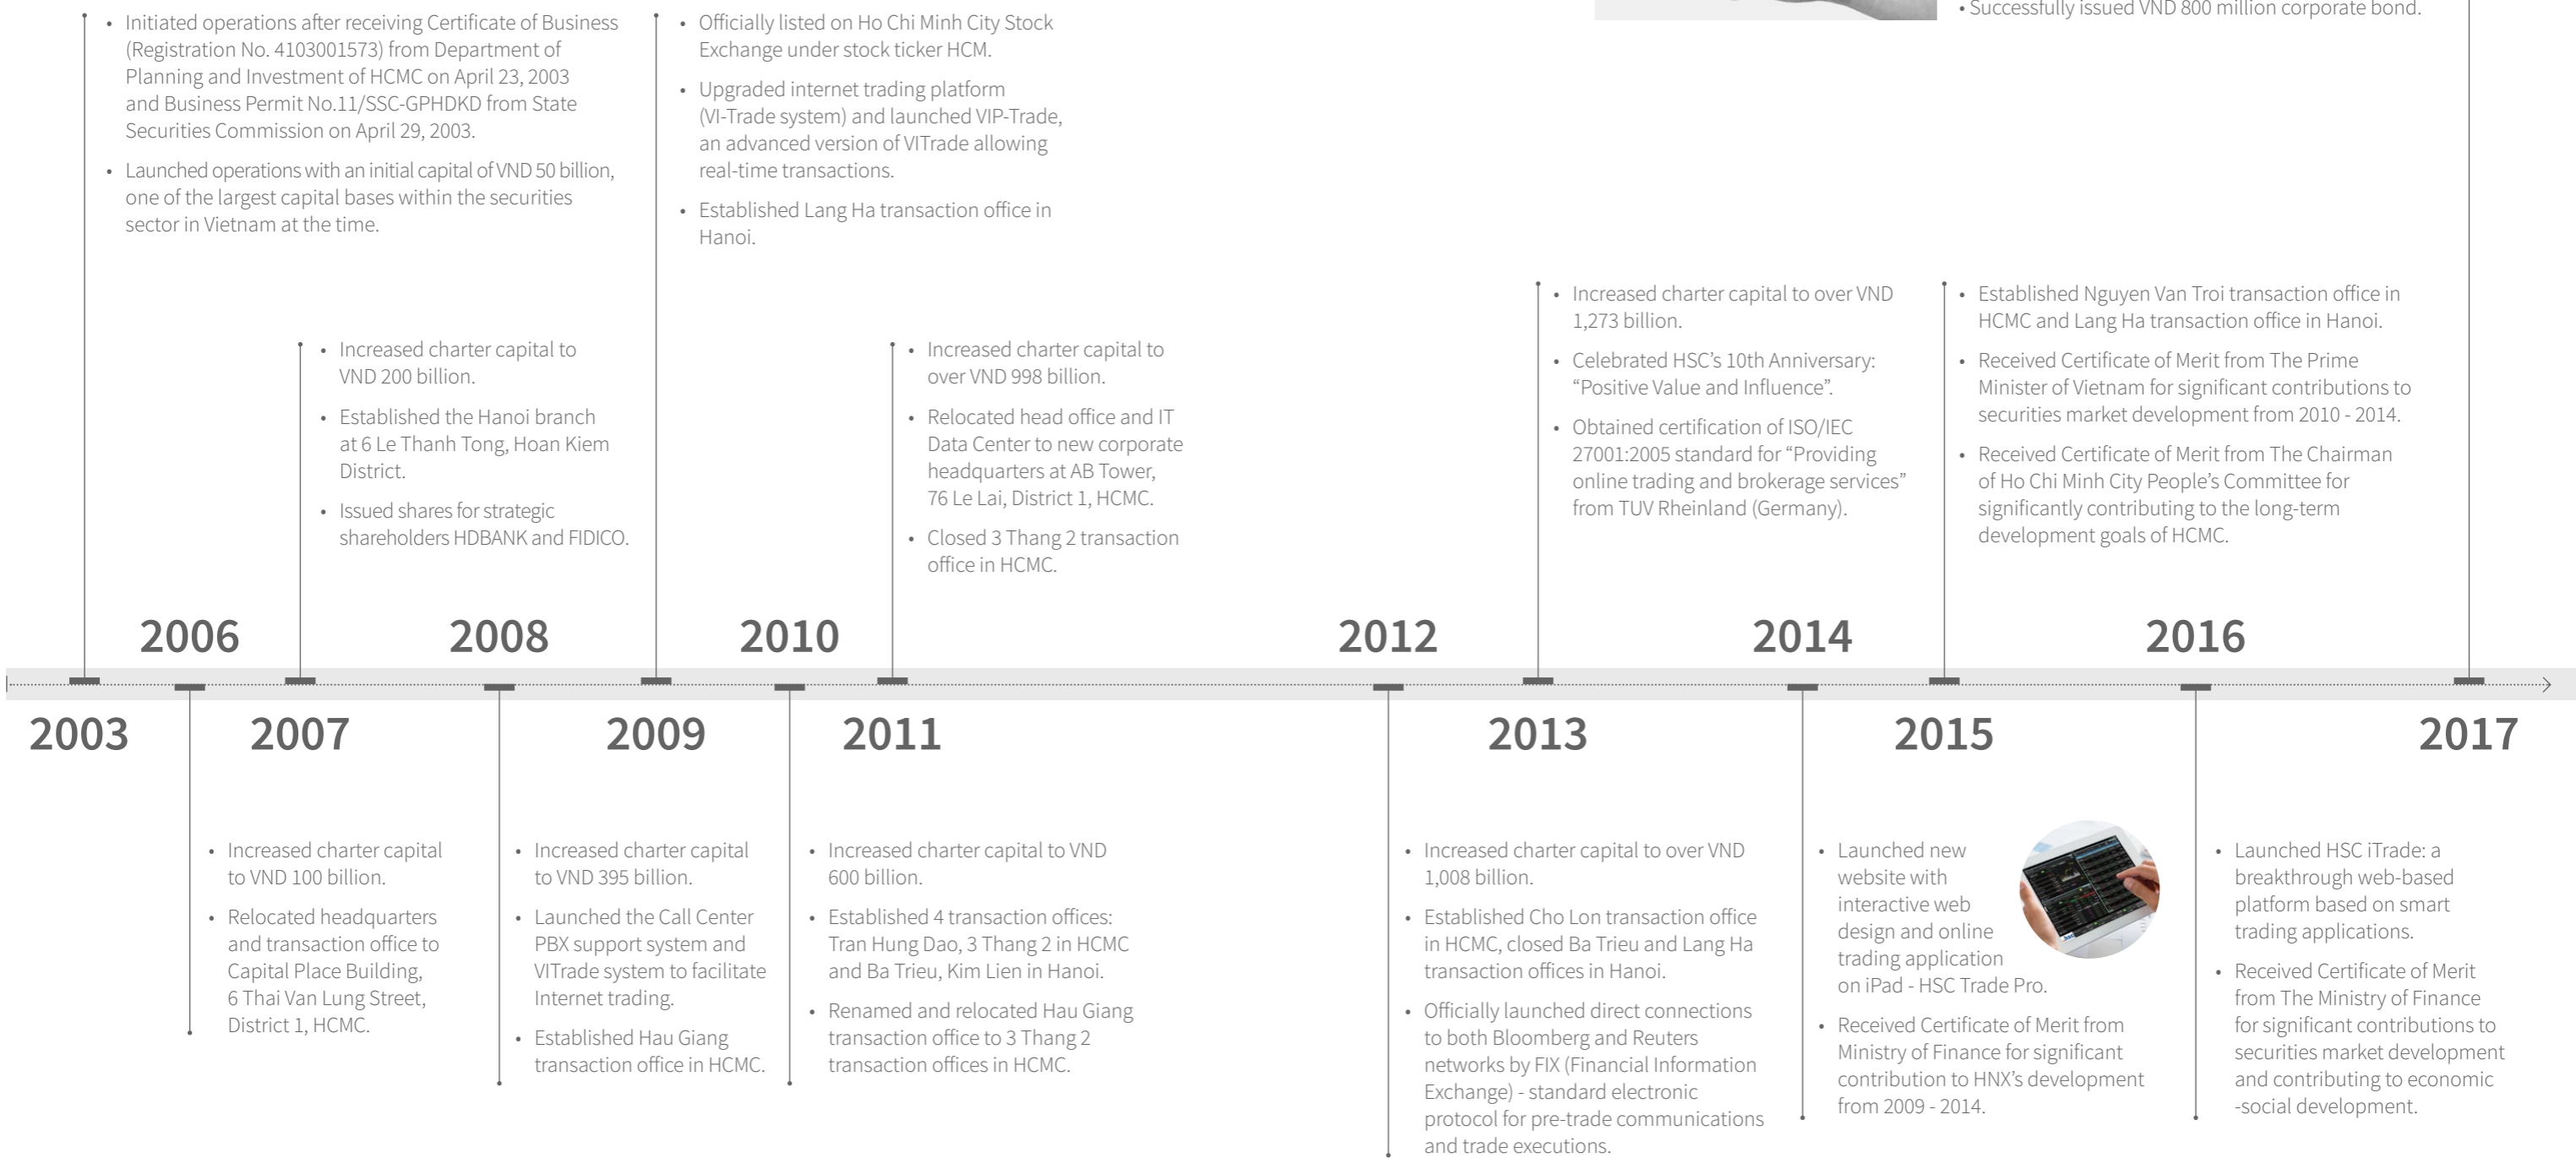 • Initiated operations after receiving Certificate of Business
(Registration No. 4103001573) from Department of
Planning and Investment of HCMC on April 23, 2003
and Business Permit No.11/SSC-GPHDKD from State
Securities Commission on April 29, 2003.
• Launched operations with an initial capital of VND 50 billion,
one of the largest capital bases within the securities
sector in Vietnam at the time.
• Officially listed on Ho Chi Minh City Stock
Exchange under stock ticker HCM.
• Upgraded internet trading platform
(VI-Trade system) and launched VIP-Trade,
an advanced version of VITrade allowing
real-time transactions.
• Established Lang Ha transaction office in
Hanoi.
• Successfully issued VND 800 million corporate bond.
• Increased charter capital to
VND 200 billion.
• Established the Hanoi branch
at 6 Le Thanh Tong, Hoan Kiem
District.
• Issued shares for strategic
shareholders HDBANK and FIDICO.
• Increased charter capital to
over VND 998 billion.
• Relocated head office and IT
Data Center to new corporate
headquarters at AB Tower,
76 Le Lai, District 1, HCMC.
• Closed 3 Thang 2 transaction
office in HCMC.
• Increased charter capital to over VND
1,273 billion.
• Celebrated HSC’s 10th Anniversary:
“Positive Value and Influence”.
• Obtained certification of ISO/IEC
27001:2005 standard for “Providing
online trading and brokerage services”
from TUV Rheinland (Germany).
• Established Nguyen Van Troi transaction office in
HCMC and Lang Ha transaction office in Hanoi.
• Received Certificate of Merit from The Prime
Minister of Vietnam for significant contributions to
securities market development from 2010 - 2014.
• Received Certificate of Merit from The Chairman
of Ho Chi Minh City People’s Committee for
significantly contributing to the long-term
development goals of HCMC.
2006 2008 2010 2012 2014 2016
2003 2007 2009 2011 2013 2015 2017
• Increased charter capital
to VND 100 billion.
• Relocated headquarters
and transaction office to
Capital Place Building,
6 Thai Van Lung Street,
District 1, HCMC.
• Increased charter capital
to VND 395 billion.
• Launched the Call Center
PBX support system and
VITrade system to facilitate
Internet trading.
• Established Hau Giang
transaction office in HCMC.
• Increased charter capital to VND
600 billion.
• Established 4 transaction offices:
Tran Hung Dao, 3 Thang 2 in HCMC
and Ba Trieu, Kim Lien in Hanoi.
• Renamed and relocated Hau Giang
transaction office to 3 Thang 2
transaction offices in HCMC.
• Increased charter capital to over VND
1,008 billion.
• Established Cho Lon transaction office
in HCMC, closed Ba Trieu and Lang Ha
transaction offices in Hanoi.
• Officially launched direct connections
to both Bloomberg and Reuters
networks by FIX (Financial Information
Exchange) - standard electronic
protocol for pre-trade communications
and trade executions.
• Launched new
website with
interactive web
design and online
trading application
on iPad - HSC Trade Pro.
• Received Certificate of Merit from
Ministry of Finance for significant
contribution to HNX’s development
from 2009 - 2014.
• Launched HSC iTrade: a
breakthrough web-based
platform based on smart
trading applications.
• Received Certificate of Merit
from The Ministry of Finance
for significant contributions to
securities market development
and contributing to economic
-social development.